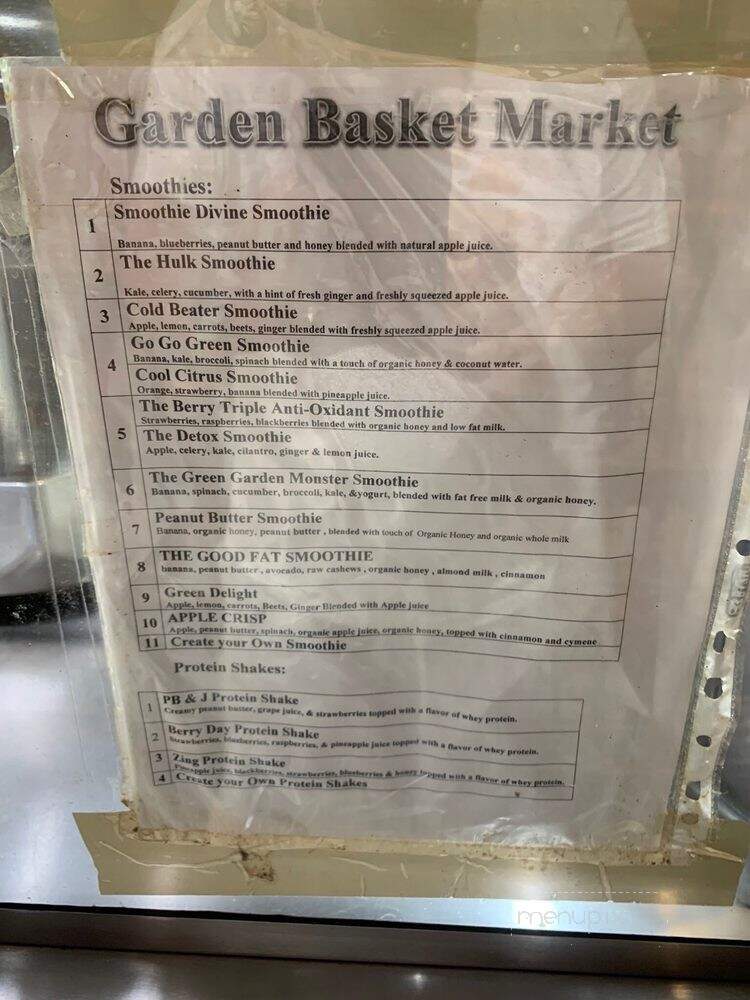 Garden Basket Market
Smoothies:
1 Smoothie Divine Smoothie
Banana, blueberries, peanut butter and honey blended with natural apple juice.
2 The Hulk Smoothie
Kale, celery, cucumber, with a hint of fresh ginger and freshly squeezed apple juice.
3 Cold Beater Smoothie
Apple, lemon, carrots, beets, ginger blended with freshly squeezed apple juice.
4 Go Go Green Smoothie
Banana, kale, broccoli, spinach blended with a touch of organic honey & coconut water.
Cool Citrus Smoothie
Orange, strawberry, banana blended with pineapple juice.
5 The Berry Triple Anti-Oxidant Smoothie
Strawberries, raspberries, blackberries blended with organic honey and low fat milk.
The Detox Smoothie
Apple, celery, kale, cilantro, ginger & lemon juice.
6 The Green Garden Monster Smoothie
Banana, spinach, cucumber, broccoli, kale, &yogurt, blended with fat free milk & organic honey.
7 Peanut Butter Smoothie
Banana, organic honey, peanut butter , blended with touch of Organic Honey and organic whole milk
8 THE GOOD FAT SMOOTHIE
banana, peanut butter , avocado, raw cashews , organic honey , almond milk , cinnamon
9 Green Delight
Apple, lemon, carrots, Beets, Ginger Blended with Apple juice
10 APPLE CRISP
Apple, peanut butter, spinach, organic apple juice, organic honey, topped with cinnamon and cymene
11 Create your Own Smoothie
Protein Shakes:
1 PB & J Protein Shake
Creamy peanut butter, grape juice, & strawberries topped with a flavor of whey protein.
2 Berry Day Protein Shake
Strawberries, blueberries, raspberries, & pineapple juice topped with a flavor of whey protein.
3 Zing Protein Shake
Pineapple juice, blackberries, strawberries, blueberries & honey topped with a flavor of whey protein.
4 Create your Own Protein Shakes